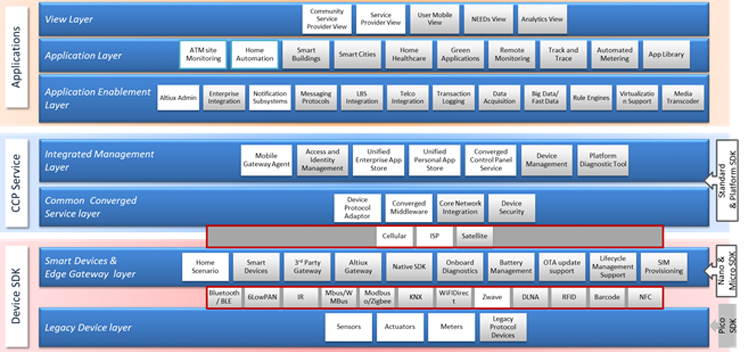 Applications
View Layer
Community Service Provider View
Service Provider View
User Mobile View
NEEDs View
Analytics View
Application Layer
ATM site Monitoring
Home Automation
Smart Buildings
Smart Cities
Home Healthcare
Green Applications
Remote Monitoring
Track and Trace
Automated Metering
App Library
Application Enablement Layer
Altiux Admin
Enterprise Integration
Notification Subsystems
Messaging Protocols
LBS Integration
Telco Integration
Transaction Logging
Data Acquisition
Big Data/ Fast Data
Rule Engines
Virtualizatio n Support
Media Transcoder
CCP Service
Integrated Management Layer
Mobile Gateway Agent
Access and Identity Management
Unified Enterprise App Store
Unified Personal App Store
Converged Control Panel Service
Device Management
Platform Diagnostic Tool
Standard & Platform SDK
Common Converged Service layer
Device Protocol Adaptor
Converged Middleware
Core Network Integration
Device Security
Cellular
ISP
Satellite
Device SDK
Smart Devices & Edge Gateway layer
Home Scenario
Smart Devices
3rd Party Gateway
Altiux Gateway
Native SDK
Onboard Diagnostics
Battery Management
OTA update support
Lifecycle Management Support
SIM Provisioning
Nano & Micro SDK
Bluetooth/ BLE
6LowPAN
IR
Mbus/W MBus
Modbus o/Zigbee
KNX
WIFIDirec t
Zwave
DLNA
RFID
Barcode
NFC
Legacy Device layer
Sensors
Actuators
Meters
Legacy Protocol Devices
Pico SDK